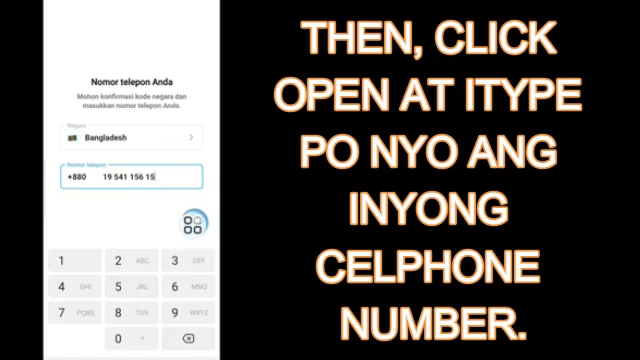 Nomor telepon Anda
Mohon konfirmasi kode negara dan
masukkan nomor telepon Anda.
Negara
Bangladesh
Nomor telepon
+880 19 541 156 15
1
2 ABC
3 DEF
4 GHI
5 JKL
6 MNO
7 PQRS
8 TUV
9 WXYZ
0 +
THEN, CLICK
OPEN AT ITYPE
PO NYO ANG
INYONG
CELPHONE
NUMBER.